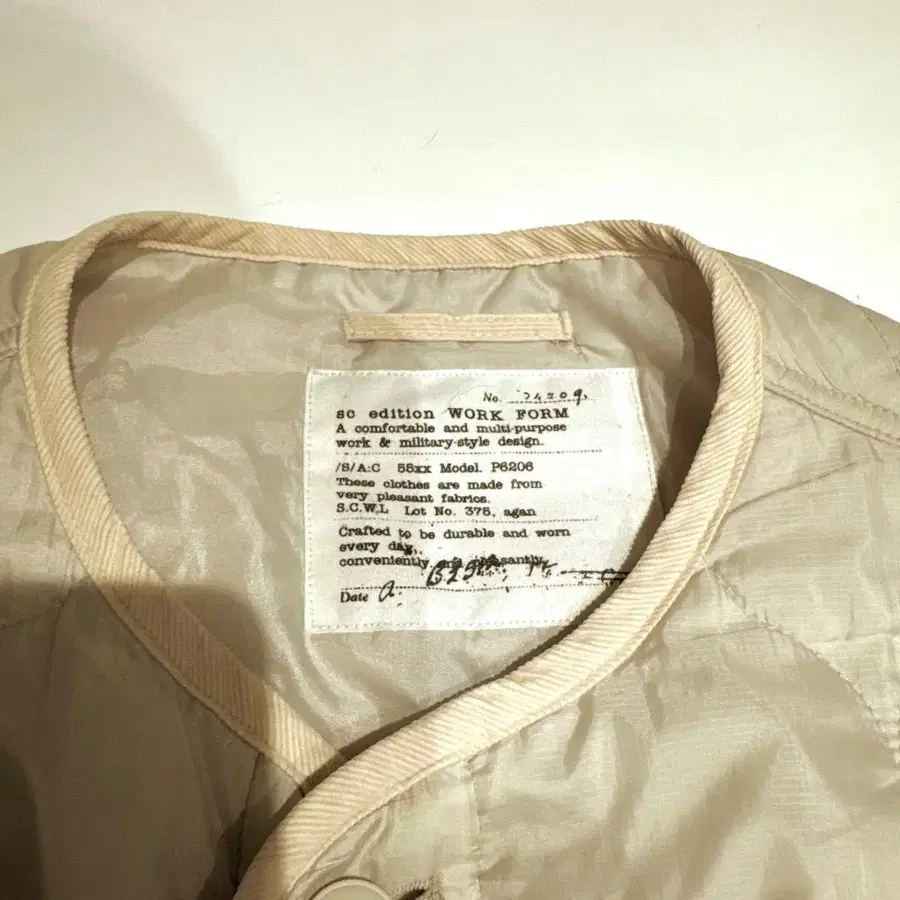 No.
sc edition WORK FORM
A comfortable and multi-purpose
work & military-style design.
/S/A:C 55xx Model. P6206
These clothes are made from
very pleasant fabrics.
S.C.W.L Lot No. 375, agan
Crafted to be durable and worn
every day,
conveniently and pleasantly.
Date a.